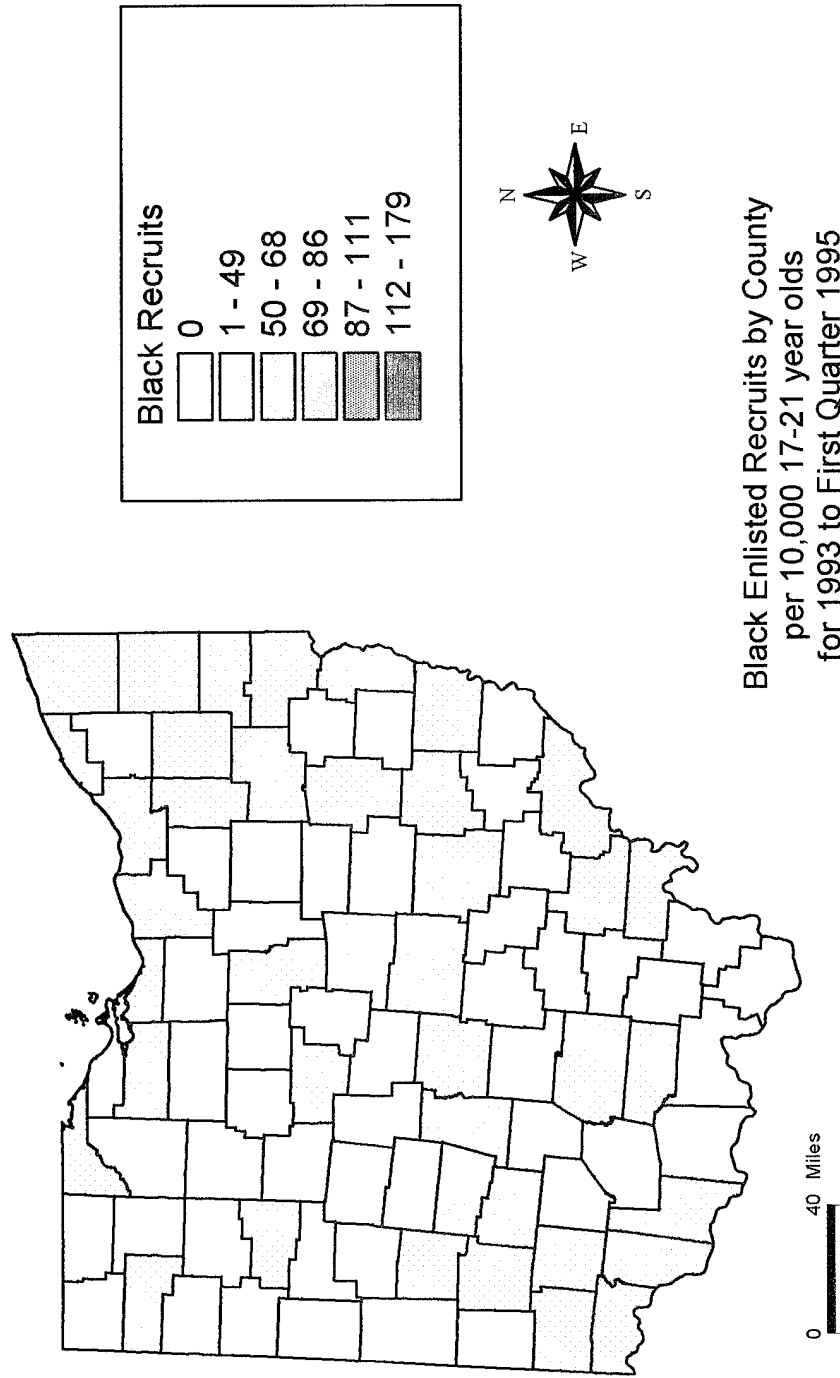 Black Recruits
0
1 - 49
50 - 68
69 - 86
87 - 111
112 - 179
N
E
S
W
Black Enlisted Recruits by County
per 10,000 17-21 year olds
for 1993 to First Quarter 1995
0
40 Miles